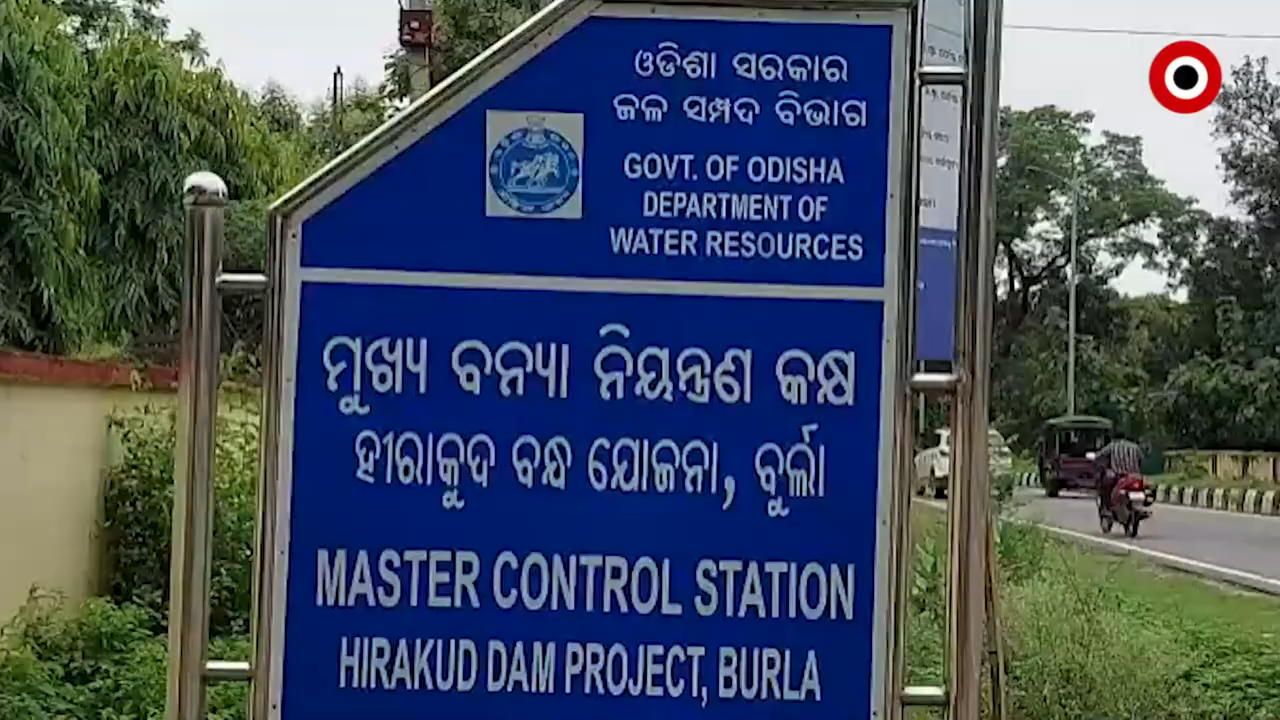 ଓଡିଶା ସରକାର
ଜଳ ସମ୍ପଦ ବିଭାଗ
GOVT. OF ODISHA
DEPARTMENT OF
WATER RESOURCES
ମୁଖ୍ୟ ବନ୍ୟା ନିୟନ୍ତ୍ରଣ କକ୍ଷ
ହୀରାକୁଦ ବନ୍ଧ ଯୋଜନା, ବୁର୍ଲା
MASTER CONTROL STATION
HIRAKUD DAM PROJECT, BURLA